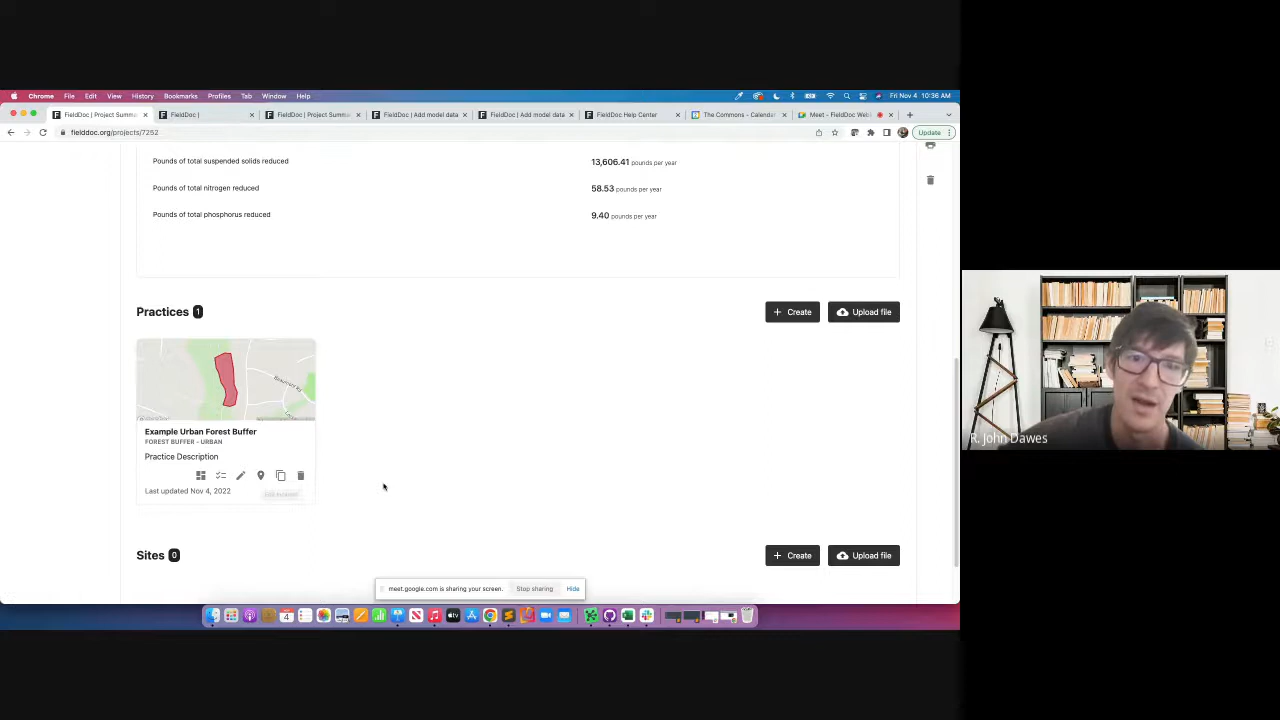 Chrome File Edit View History Bookmarks Profiles Tab Window Help
Fri Nov 4 10:36 AM
FieldDoc | Project Summa
FieldDoc |
FieldDoc | Project Summa
FieldDoc | Add model data
FieldDoc | Add model data
FieldDoc Help Center
The Commons - Calendar
Meet - FieldDoc Web
fielddoc.org/projects/7252
Update
Pounds of total suspended solids reduced 13,606.41 pounds per year
Pounds of total nitrogen reduced 58.53 pounds per year
Pounds of total phosphorus reduced 9.40 pounds per year
Practices 1
+ Create
Upload file
Example Urban Forest Buffer
FOREST BUFFER - URBAN
Practice Description
Last updated Nov 4, 2022
Sites 0
+ Create
Upload file
meet.google.com is sharing your screen. Stop sharing Hide
R. John Dawes